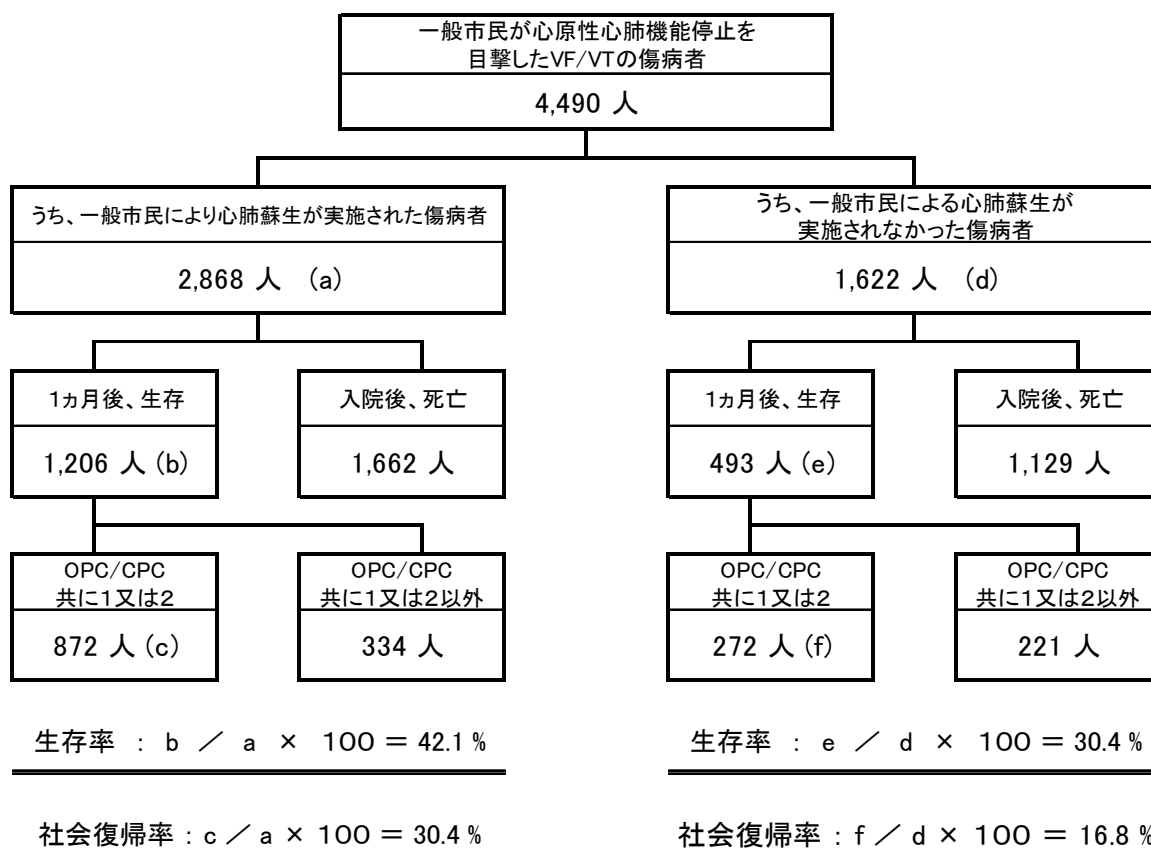 一般市民が心原性心肺機能停止を
目撃したVF/VTの傷病者
4,490 人
うち、一般市民により心肺蘇生が実施された傷病者
2,868 人 (a)
うち、一般市民による心肺蘇生が
実施されなかった傷病者
1,622 人 (d)
1ヵ月後、生存
1,206 人 (b)
入院後、死亡
1,662 人
1ヵ月後、生存
493 人 (e)
入院後、死亡
1,129 人
OPC/CPC
共に1又は2
872 人 (c)
OPC/CPC
共に1又は2以外
334 人
OPC/CPC
共に1又は2
272 人 (f)
OPC/CPC
共に1又は2以外
221 人
生存率 : b / a × 100 = 42.1 %
生存率 : e / d × 100 = 30.4 %
社会復帰率 : c / a × 100 = 30.4 %
社会復帰率 : f / d × 100 = 16.8 %